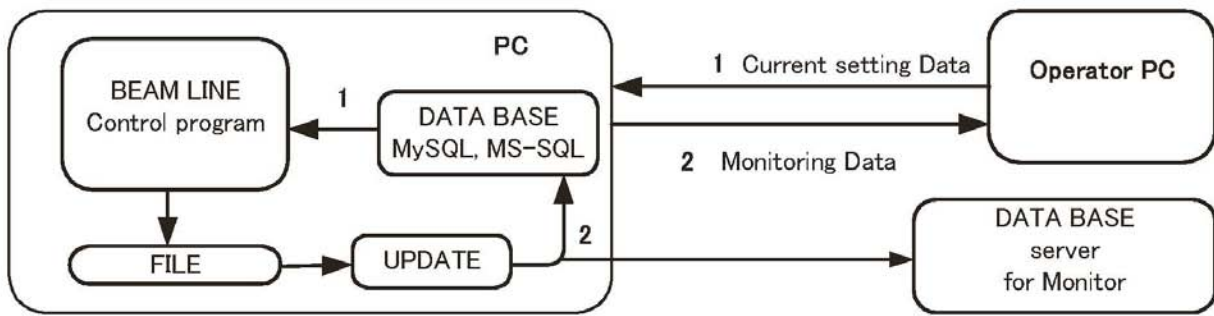 PC
BEAM LINE
Control program
1
DATA BASE
MySQL, MS-SQL
FILE
UPDATE
2
1 Current setting Data
2 Monitoring Data
Operator PC
DATA BASE
server
for Monitor